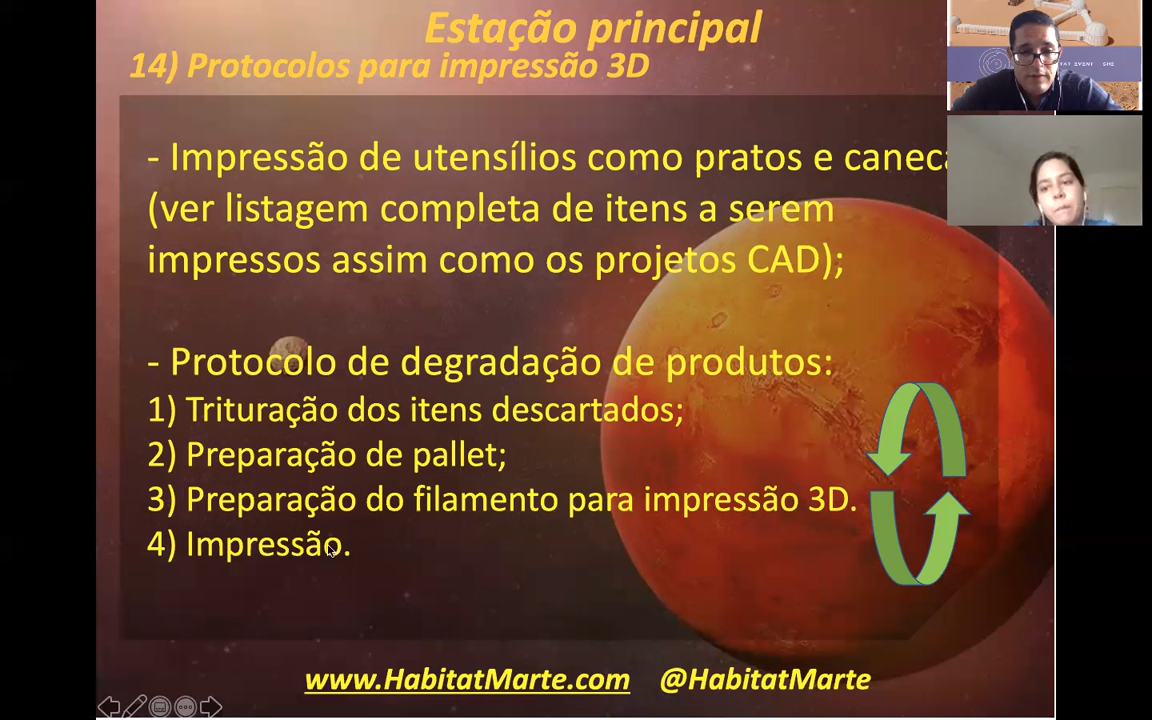 Estação principal
14) Protocolos para impressão 3D
- Impressão de utensílios como pratos e caneca
(ver listagem completa de itens a serem
impressos assim como os projetos CAD);
- Protocolo de degradação de produtos:
1) Trituração dos itens descartados;
2) Preparação de pallet;
3) Preparação do filamento para impressão 3D.
4) Impressão.
www.HabitatMarte.com @HabitatMarte